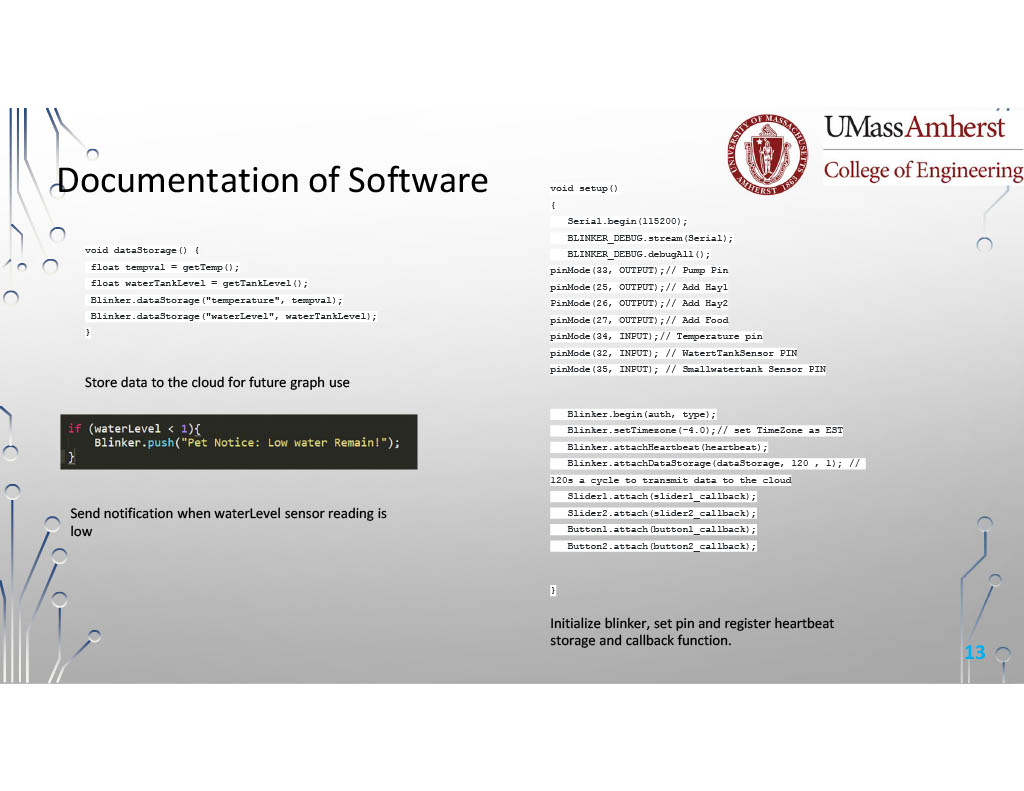 UMassAmherst
College of Engineering
UNIVERSITY OF MASSACHUSETTS
AMHERST 1863
Documentation of Software
void dataStorage() {
float tempval = getTemp();
float waterTankLevel = getTankLevel();
Blinker.dataStorage("temperature", tempval);
Blinker.dataStorage("waterLevel", waterTankLevel);
}
Store data to the cloud for future graph use
if (waterLevel < 1){
Blinker.push("Pet Notice: Low water Remain!");
}
Send notification when waterLevel sensor reading is
low
void setup()
{
Serial.begin(115200);
BLINKER_DEBUG.stream(Serial);
BLINKER_DEBUG.debugAll();
pinMode(33, OUTPUT);// Pump Pin
pinMode(25, OUTPUT);// Add Hay1
PinMode(26, OUTPUT);// Add Hay2
pinMode(27, OUTPUT);// Add Food
pinMode(34, INPUT);// Temperature pin
pinMode(32, INPUT); // WatertTankSensor PIN
pinMode(35, INPUT); // Smallwatertank Sensor PIN
Blinker.begin(auth, type);
Blinker.setTimezone(-4.0);// set TimeZone as EST
Blinker.attachHeartbeat(heartbeat);
Blinker.attachDataStorage(dataStorage, 120 , 1); //
120s a cycle to transmit data to the cloud
Slider1.attach(slider1_callback);
Slider2.attach(slider2_callback);
Button1.attach(button1_callback);
Button2.attach(button2_callback);
}
Initialize blinker, set pin and register heartbeat
storage and callback function.
13